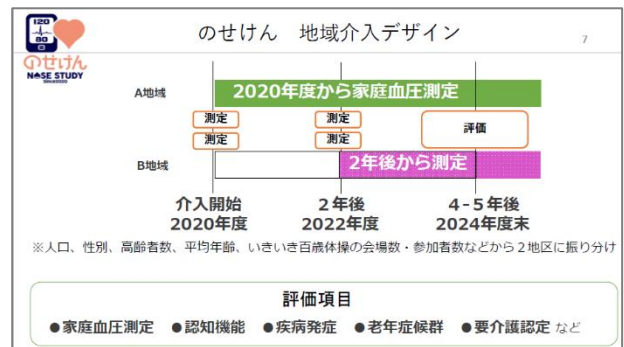 120
80
のせけん
NOSE STUDY
SINCE2020
のせけん 地域介入デザイン
7
A地域
2020年度から家庭血圧測定
測定
測定
測定
測定
評価
B地域
2年後から測定
介入開始
2020年度
2年後
2022年度
4-5年後
2024年度末
※人口、性別、高齢者数、平均年齢、いきいき百歳体操の会場数・参加者数などから2地区に振り分け
評価項目
●家庭血圧測定 ●認知機能 ●疾病発症 ●老年症候群 ●要介護認定 など